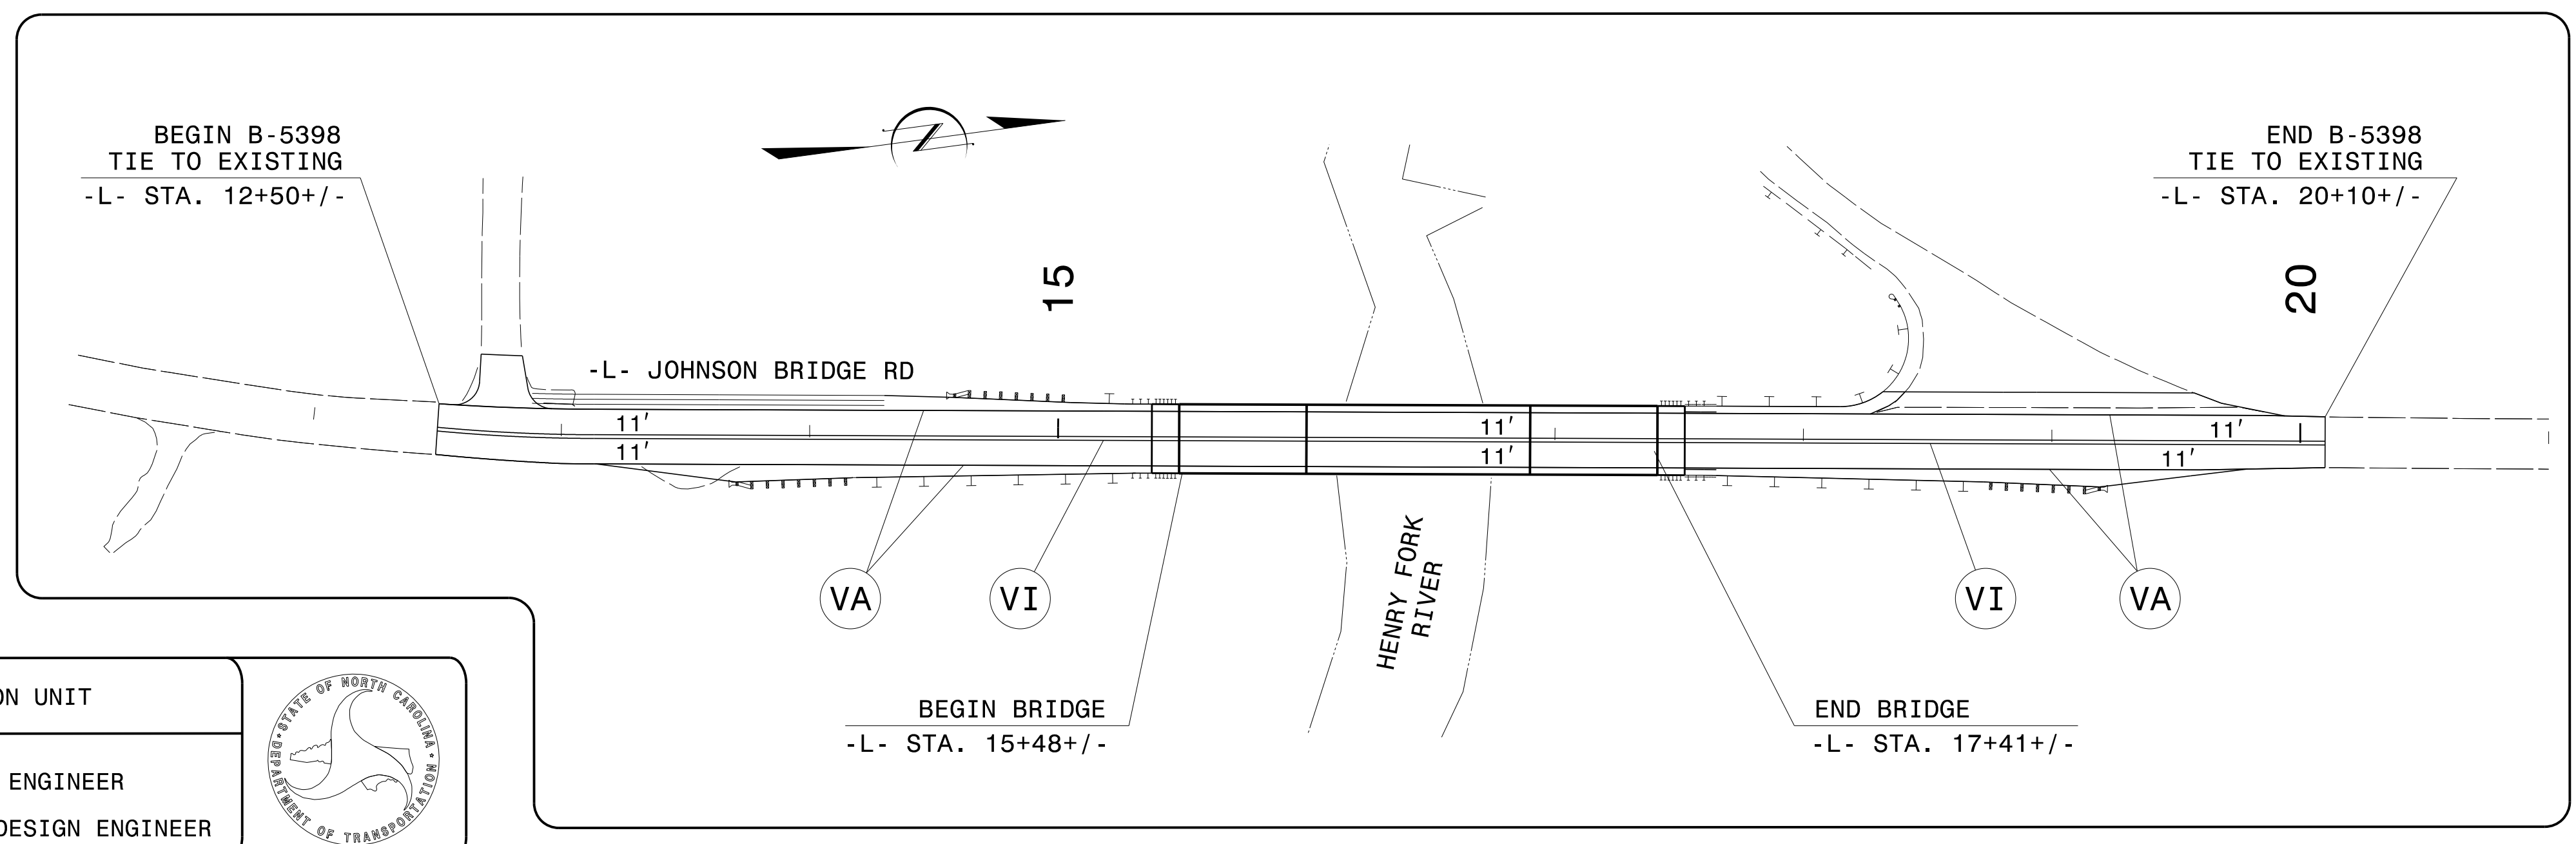 BEGIN B-5398
TIE TO EXISTING
-L- STA. 12+50+/-
END B-5398
TIE TO EXISTING
-L- STA. 20+10+/-
N
15
20
-L- JOHNSON BRIDGE RD
11'
11'
11'
11'
11'
11'
VA
VI
VI
VA
HENRY FORK
RIVER
BEGIN BRIDGE
-L- STA. 15+48+/-
END BRIDGE
-L- STA. 17+41+/-
ON UNIT
ENGINEER
DESIGN ENGINEER
STATE OF NORTH CAROLINA
DEPARTMENT OF TRANSPORTATION